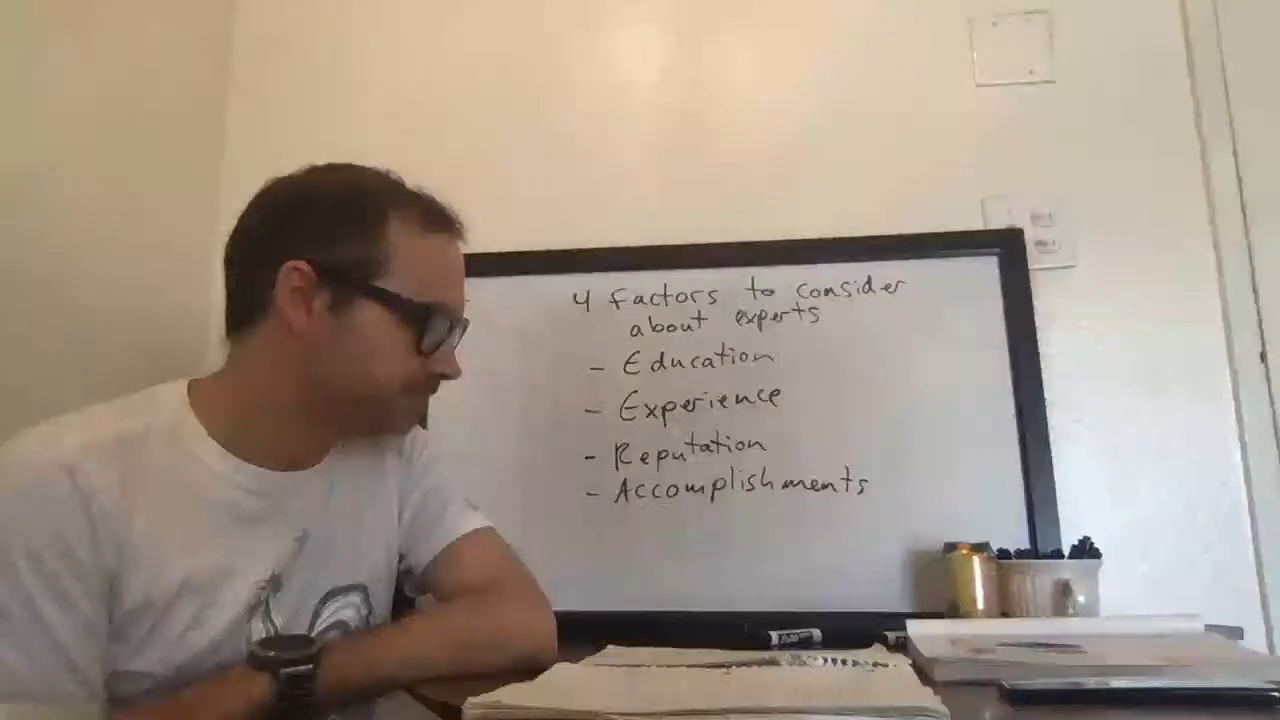 4 Factors to consider
about experts
- Education
- Experience
- Reputation
- Accomplishments